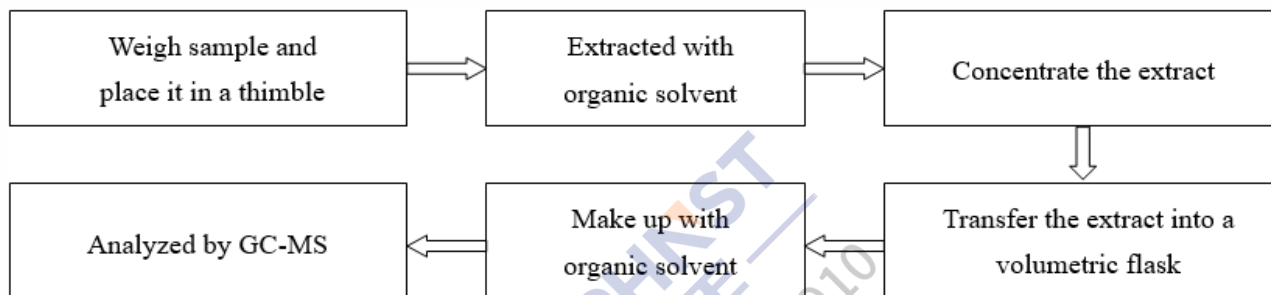 Weigh sample and
place it in a thimble
Extracted with
organic solvent
Concentrate the extract
Transfer the extract into a
volumetric flask
Make up with
organic solvent
Analyzed by GC-MS